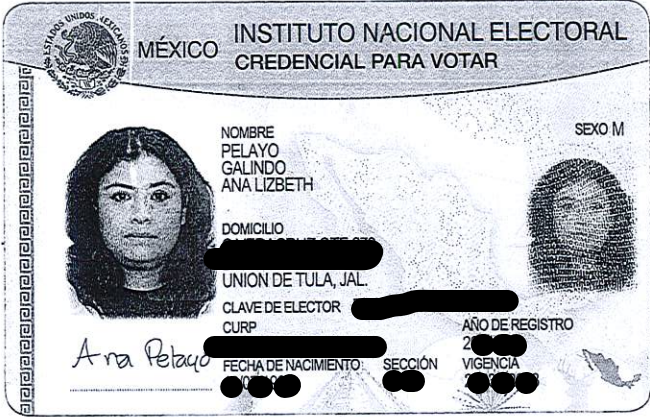 ESTADOS UNIDOS MEXICANOS
MÉXICO
INSTITUTO NACIONAL ELECTORAL
CREDENCIAL PARA VOTAR
NOMBRE
PELAYO
GALINDO
ANA LIZBETH
SEXO M
DOMICILIO
UNION DE TULA, JAL.
CLAVE DE ELECTOR
CURP
AÑO DE REGISTRO
Ana Pelayo
FECHA DE NACIMIENTO
SECCIÓN
VIGENCIA